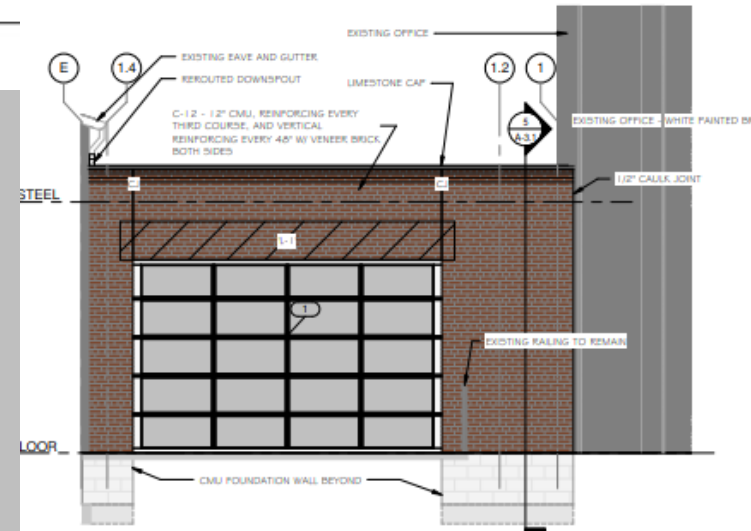 EXISTING OFFICE
E
1.4
EXISTING EAVE AND GUTTER
REROUTED DOWNSPOUT
LIMESTONE CAP
1.2
1
C-12 - 12" CMU, REINFORCING EVERY
THIRD COURSE, AND VERTICAL
REINFORCING EVERY 48" W/ VENEER BRICK
BOTH SIDES
5
A-3.1
EXISTING OFFICE - WHITE PAINTED BR
CJ
CJ
1/2" CAULK JOINT
STEEL
L-1
1
EXISTING RAILING TO REMAIN
LOOR
CMU FOUNDATION WALL BEYOND